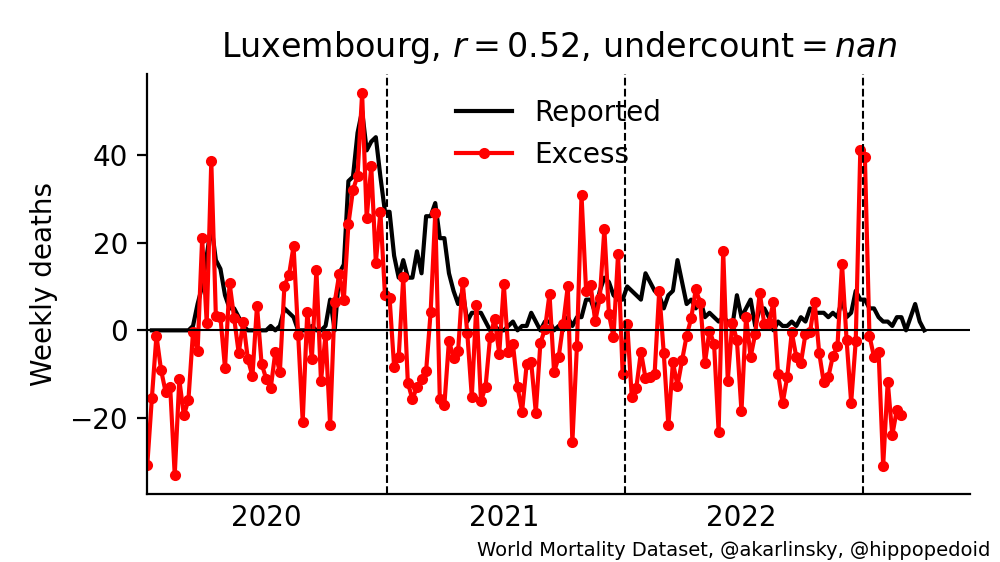 Luxembourg, r = 0.52, undercount = nan
Reported
Excess
Weekly deaths
40
20
0
−20
2020
2021
2022
World Mortality Dataset, @akarlinsky, @hippopedoid